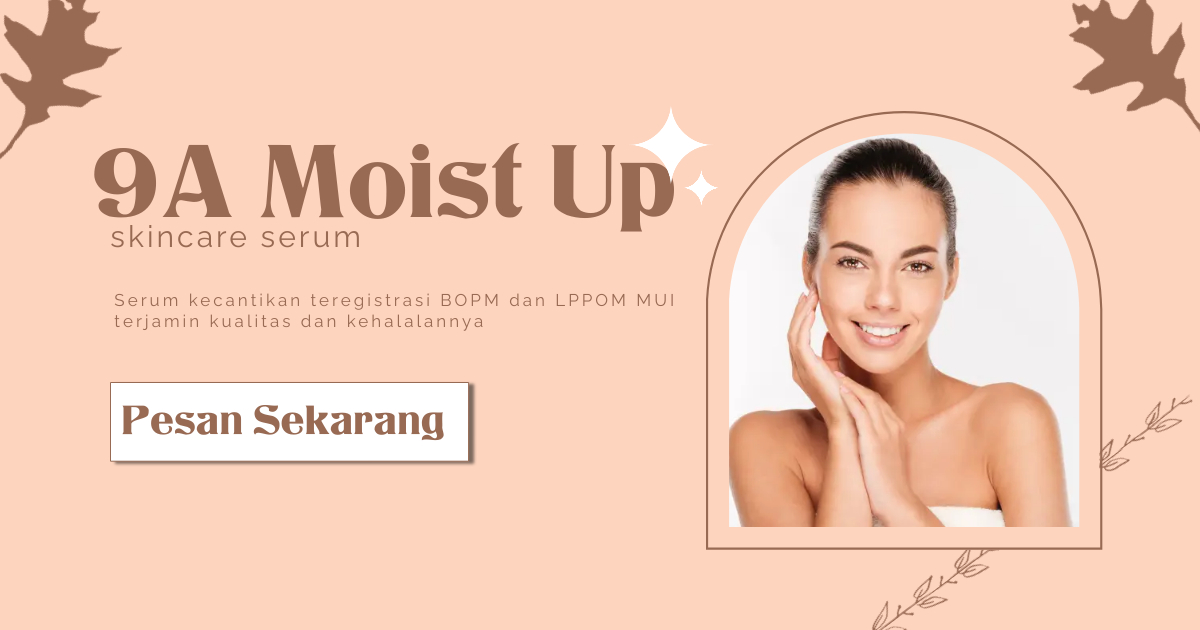 9A Moist Up
skincare serum
Serum kecantikan teregistrasi BOPM dan LPPOM MUI
terjamin kualitas dan kehalalannya
Pesan Sekarang